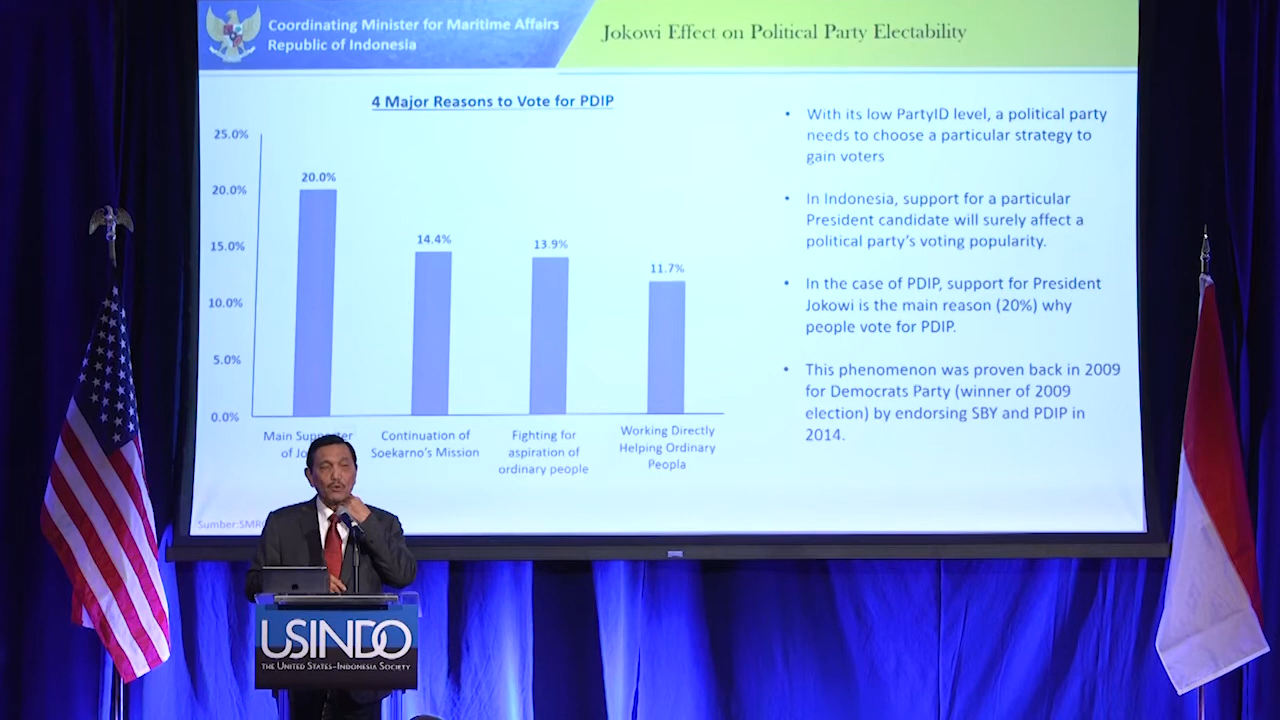 Coordinating Minister for Maritime Affairs
Republic of Indonesia
Jokowi Effect on Political Party Electability
4 Major Reasons to Vote for PDIP
25.0%
20.0%
15.0%
10.0%
5.0%
0.0%
20.0%
14.4%
13.9%
11.7%
Main
of
Continuation of
Soekarno's Mission
Fighting for
aspiration of
ordinary people
Working Directly
Helping Ordinary
Peopla
Sumber:
• With its low PartyID level, a political party
needs to choose a particular strategy to
gain voters
• In Indonesia, support for a particular
President candidate will surely affect a
political party's voting popularity.
• In the case of PDIP, support for President
Jokowi is the main reason (20%) why
people vote for PDIP.
• This phenomenon was proven back in 2009
for Democrats Party (winner of 2009
election) by endorsing SBY and PDIP in
2014.
USINDO
The United States–Indonesia Society